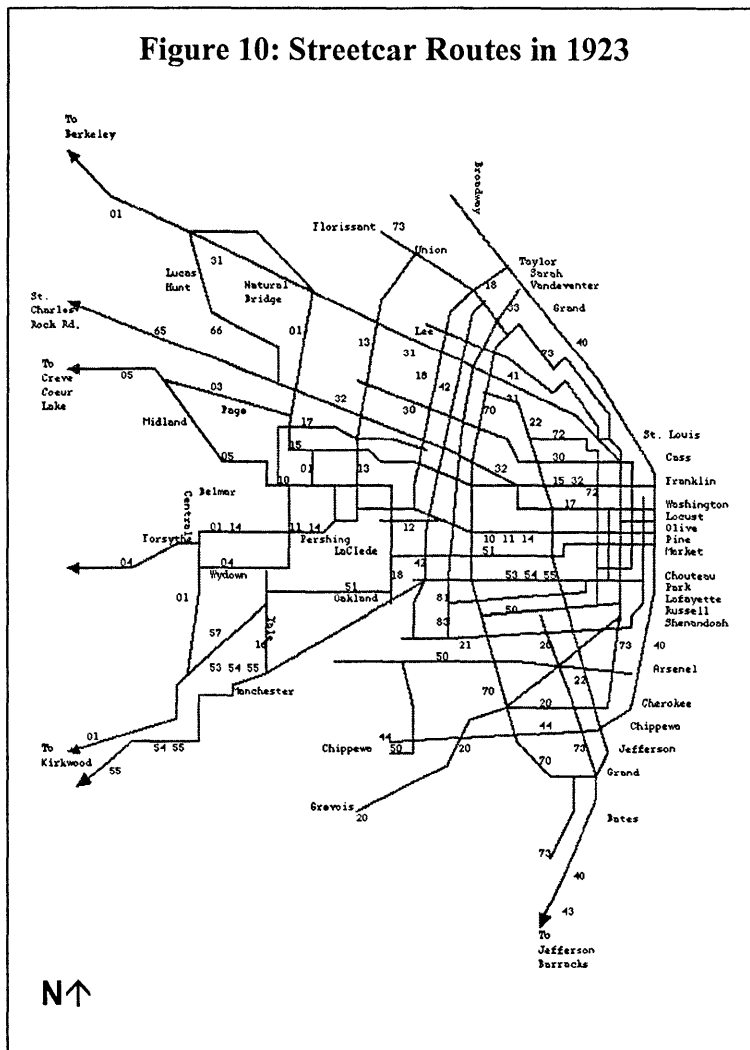 Figure 10: Streetcar Routes in 1923
To
Berkeley
Broadway
01
Florissant
73
Union
31
Lucas
Hunt
Natural
Bridge
Taylor
Sarah
Vandeventer
18
33
Grand
St.
Charles
Rock Rd.
65
66
01
13
Lee
31
40
73
To
Creve
Coeur
Lake
05
03
Page
32
18
42
41
Midland
17
30
70
31
22
72
St. Louis
05
15
01
13
32
30
Cass
10
15 32
Franklin
Belmar
72
17
Washington
Central
Locust
Forsythe
01 14
11 14
Pershing
12
10 11 14
Olive
LaClede
51
Pine
Market
04
04
Wydown
42
18
51
53 54 55
Chouteau
Oakland
Park
01
81
Lafayette
50
Russell
Yale
83
Shenandoah
57
16
21
20
73
40
53 54 55
50
Arsenel
Manchester
22
70
20
Cherokee
01
44
Chippewa
To
Kirkwood
54 55
44
Chippewa
50
20
73
Jefferson
55
70
Grand
Gravois
20
Bates
73
40
43
To
Jefferson
Barracks
N↑